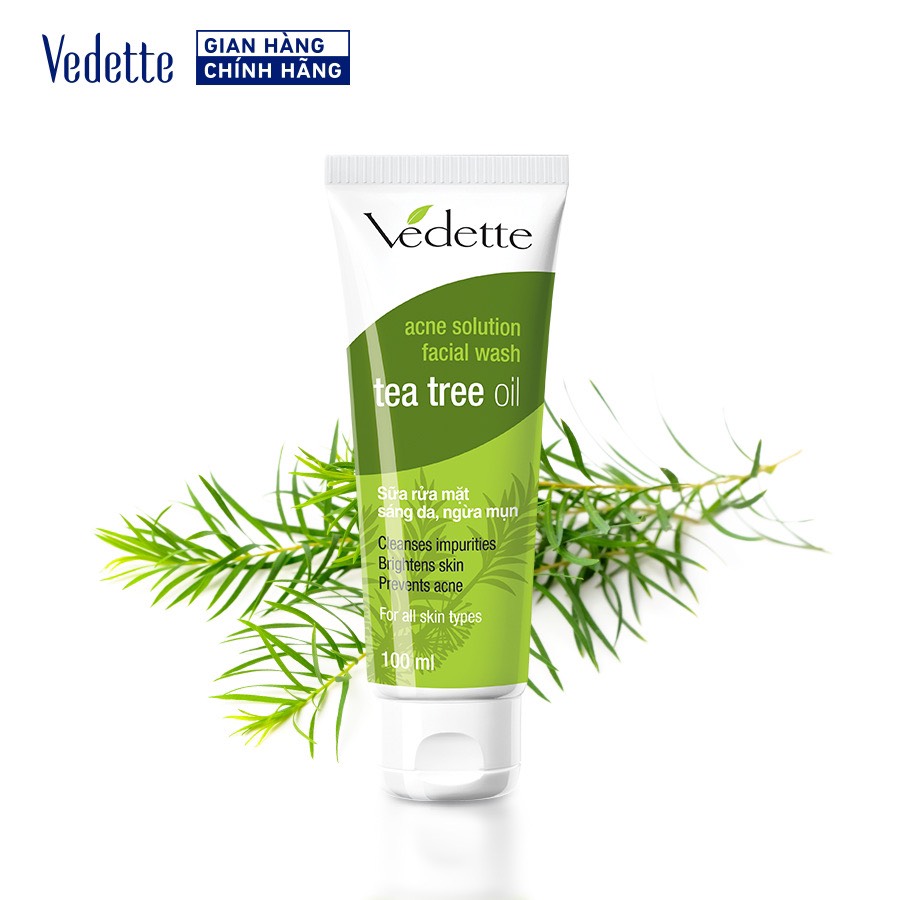 Vedette
GIAN HÀNG
CHÍNH HÃNG
Vedette
acne solution
facial wash
tea tree oil
Sữa rửa mặt
sáng da, ngừa mụn
Cleanses impurities
Brightens skin
Prevents acne
For all skin types
100 ml